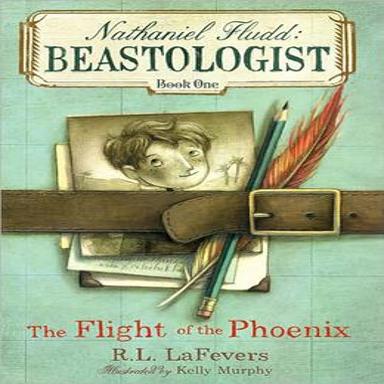 Nathaniel Fludd:
BEASTOLOGIST
Book One
The Flight of the Phoenix
R.L. LaFevers
Illustrated by Kelly Murphy